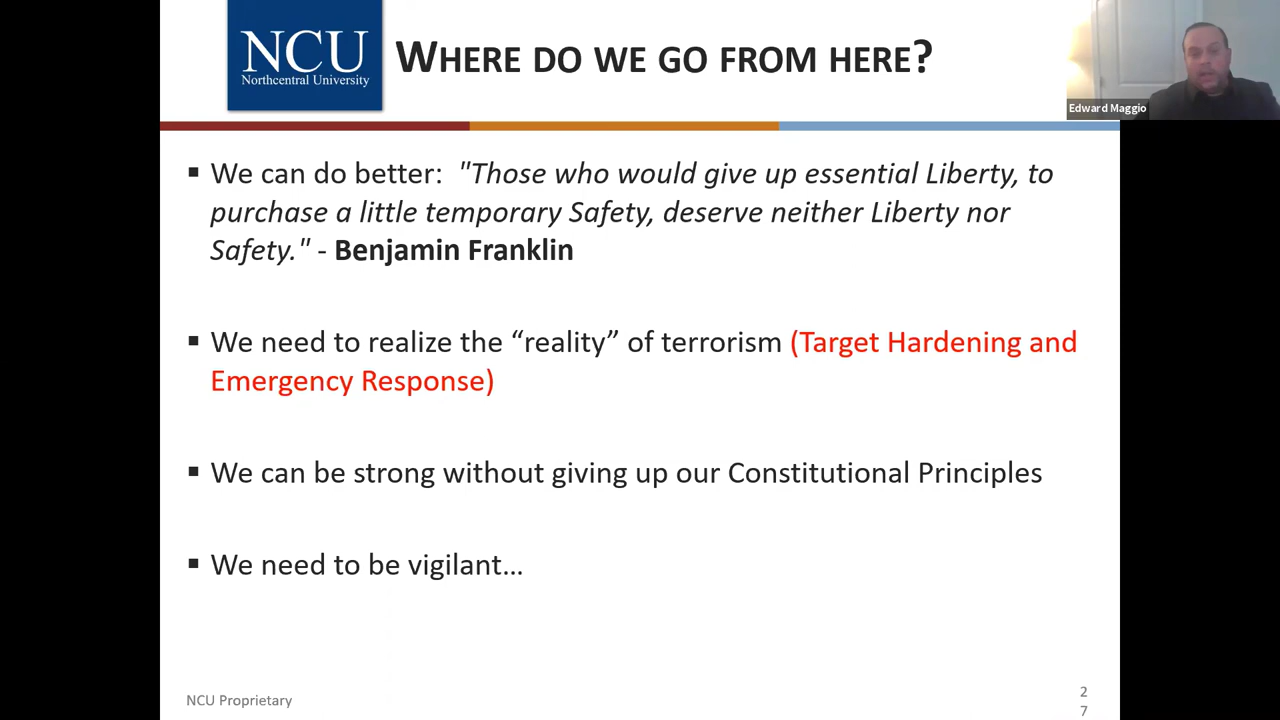 NCU
Northcentral University
WHERE DO WE GO FROM HERE?
Edward Maggio
▪ We can do better:  "Those who would give up essential Liberty, to
purchase a little temporary Safety, deserve neither Liberty nor
Safety." - Benjamin Franklin
▪ We need to realize the “reality” of terrorism (Target Hardening and
Emergency Response)
▪ We can be strong without giving up our Constitutional Principles
▪ We need to be vigilant…
NCU Proprietary
2
7